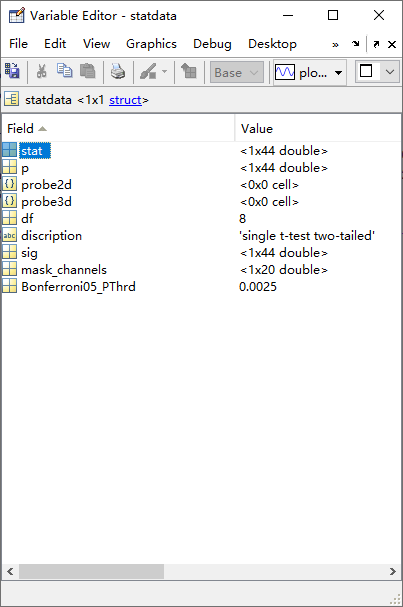 Variable Editor - statdata
File Edit View Graphics Debug Desktop »
Base plo...
statdata <1x1 struct>
Field Value
stat <1x44 double>
p <1x44 double>
{} probe2d <0x0 cell>
{} probe3d <0x0 cell>
df 8
abc discription 'single t-test two-tailed'
sig <1x44 double>
mask_channels <1x20 double>
Bonferroni05_PThrd 0.0025